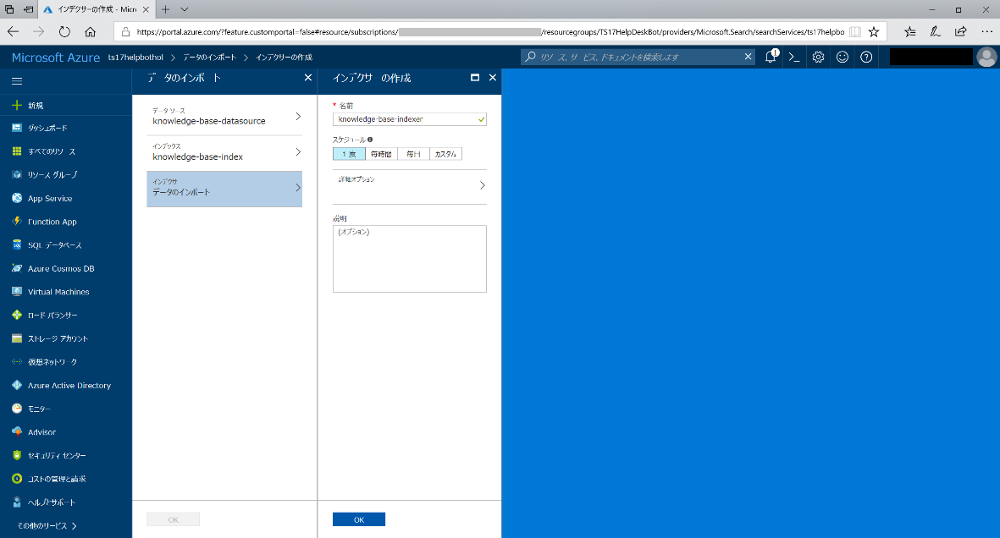 インデクサーの作成 - Micro
https://portal.azure.com/?feature.customportal=false#resource/subscriptions/ /resourcegroups/TS17HelpDeskBot/providers/Microsoft.Search/searchServices/ts17helpbo
Microsoft Azure ts17helpbothol > データのインポート > インデクサーの作成
リソース、サービス、ドキュメントを検索します
1
新規
ダッシュボード
すべてのリソース
リソース グループ
App Service
Function App
SQL データベース
Azure Cosmos DB
Virtual Machines
ロード バランサー
ストレージ アカウント
仮想ネットワーク
Azure Active Directory
モニター
Advisor
セキュリティ センター
コストの管理と請求
ヘルプとサポート
その他のサービス >
データのインポート
データ ソース
knowledge-base-datasource
インデックス
knowledge-base-index
インデクサ
データのインポート
OK
インデクサーの作成
* 名前
knowledge-base-indexer
スケジュール
1 度 毎時間 毎日 カスタム
詳細オプション
説明
(オプション)
OK